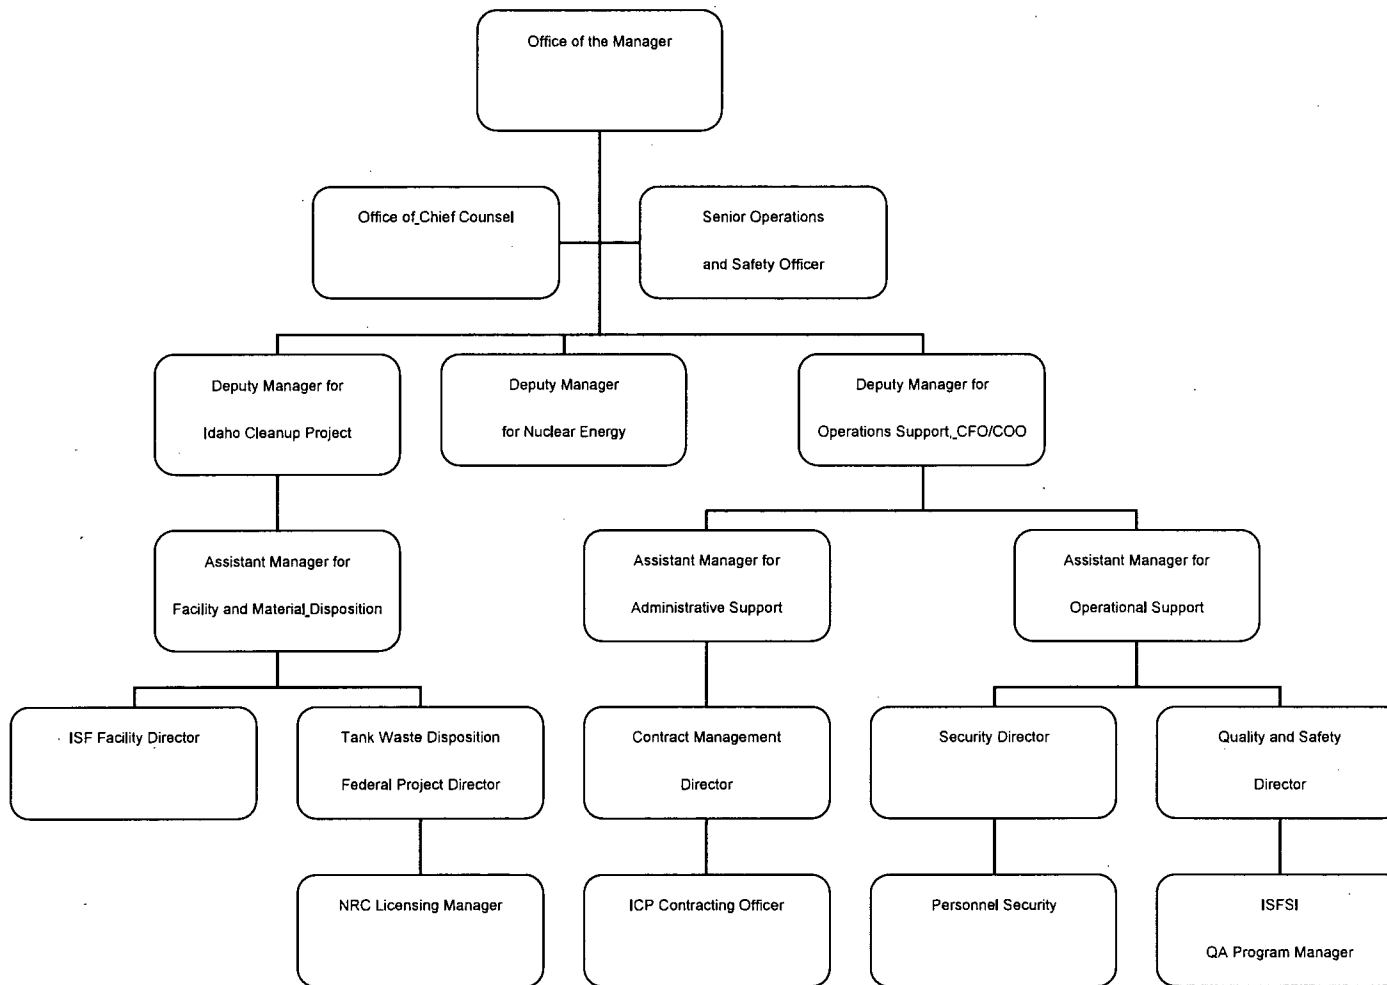 Office of the Manager
Office of Chief Counsel
Senior Operations
and Safety Officer
Deputy Manager for
Idaho Cleanup Project
Deputy Manager
for Nuclear Energy
Deputy Manager for
Operations Support, CFO/COO
Assistant Manager for
Facility and Material Disposition
Assistant Manager for
Administrative Support
Assistant Manager for
Operational Support
ISF Facility Director
Tank Waste Disposition
Federal Project Director
Contract Management
Director
Security Director
Quality and Safety
Director
NRC Licensing Manager
ICP Contracting Officer
Personnel Security
ISFSI
QA Program Manager